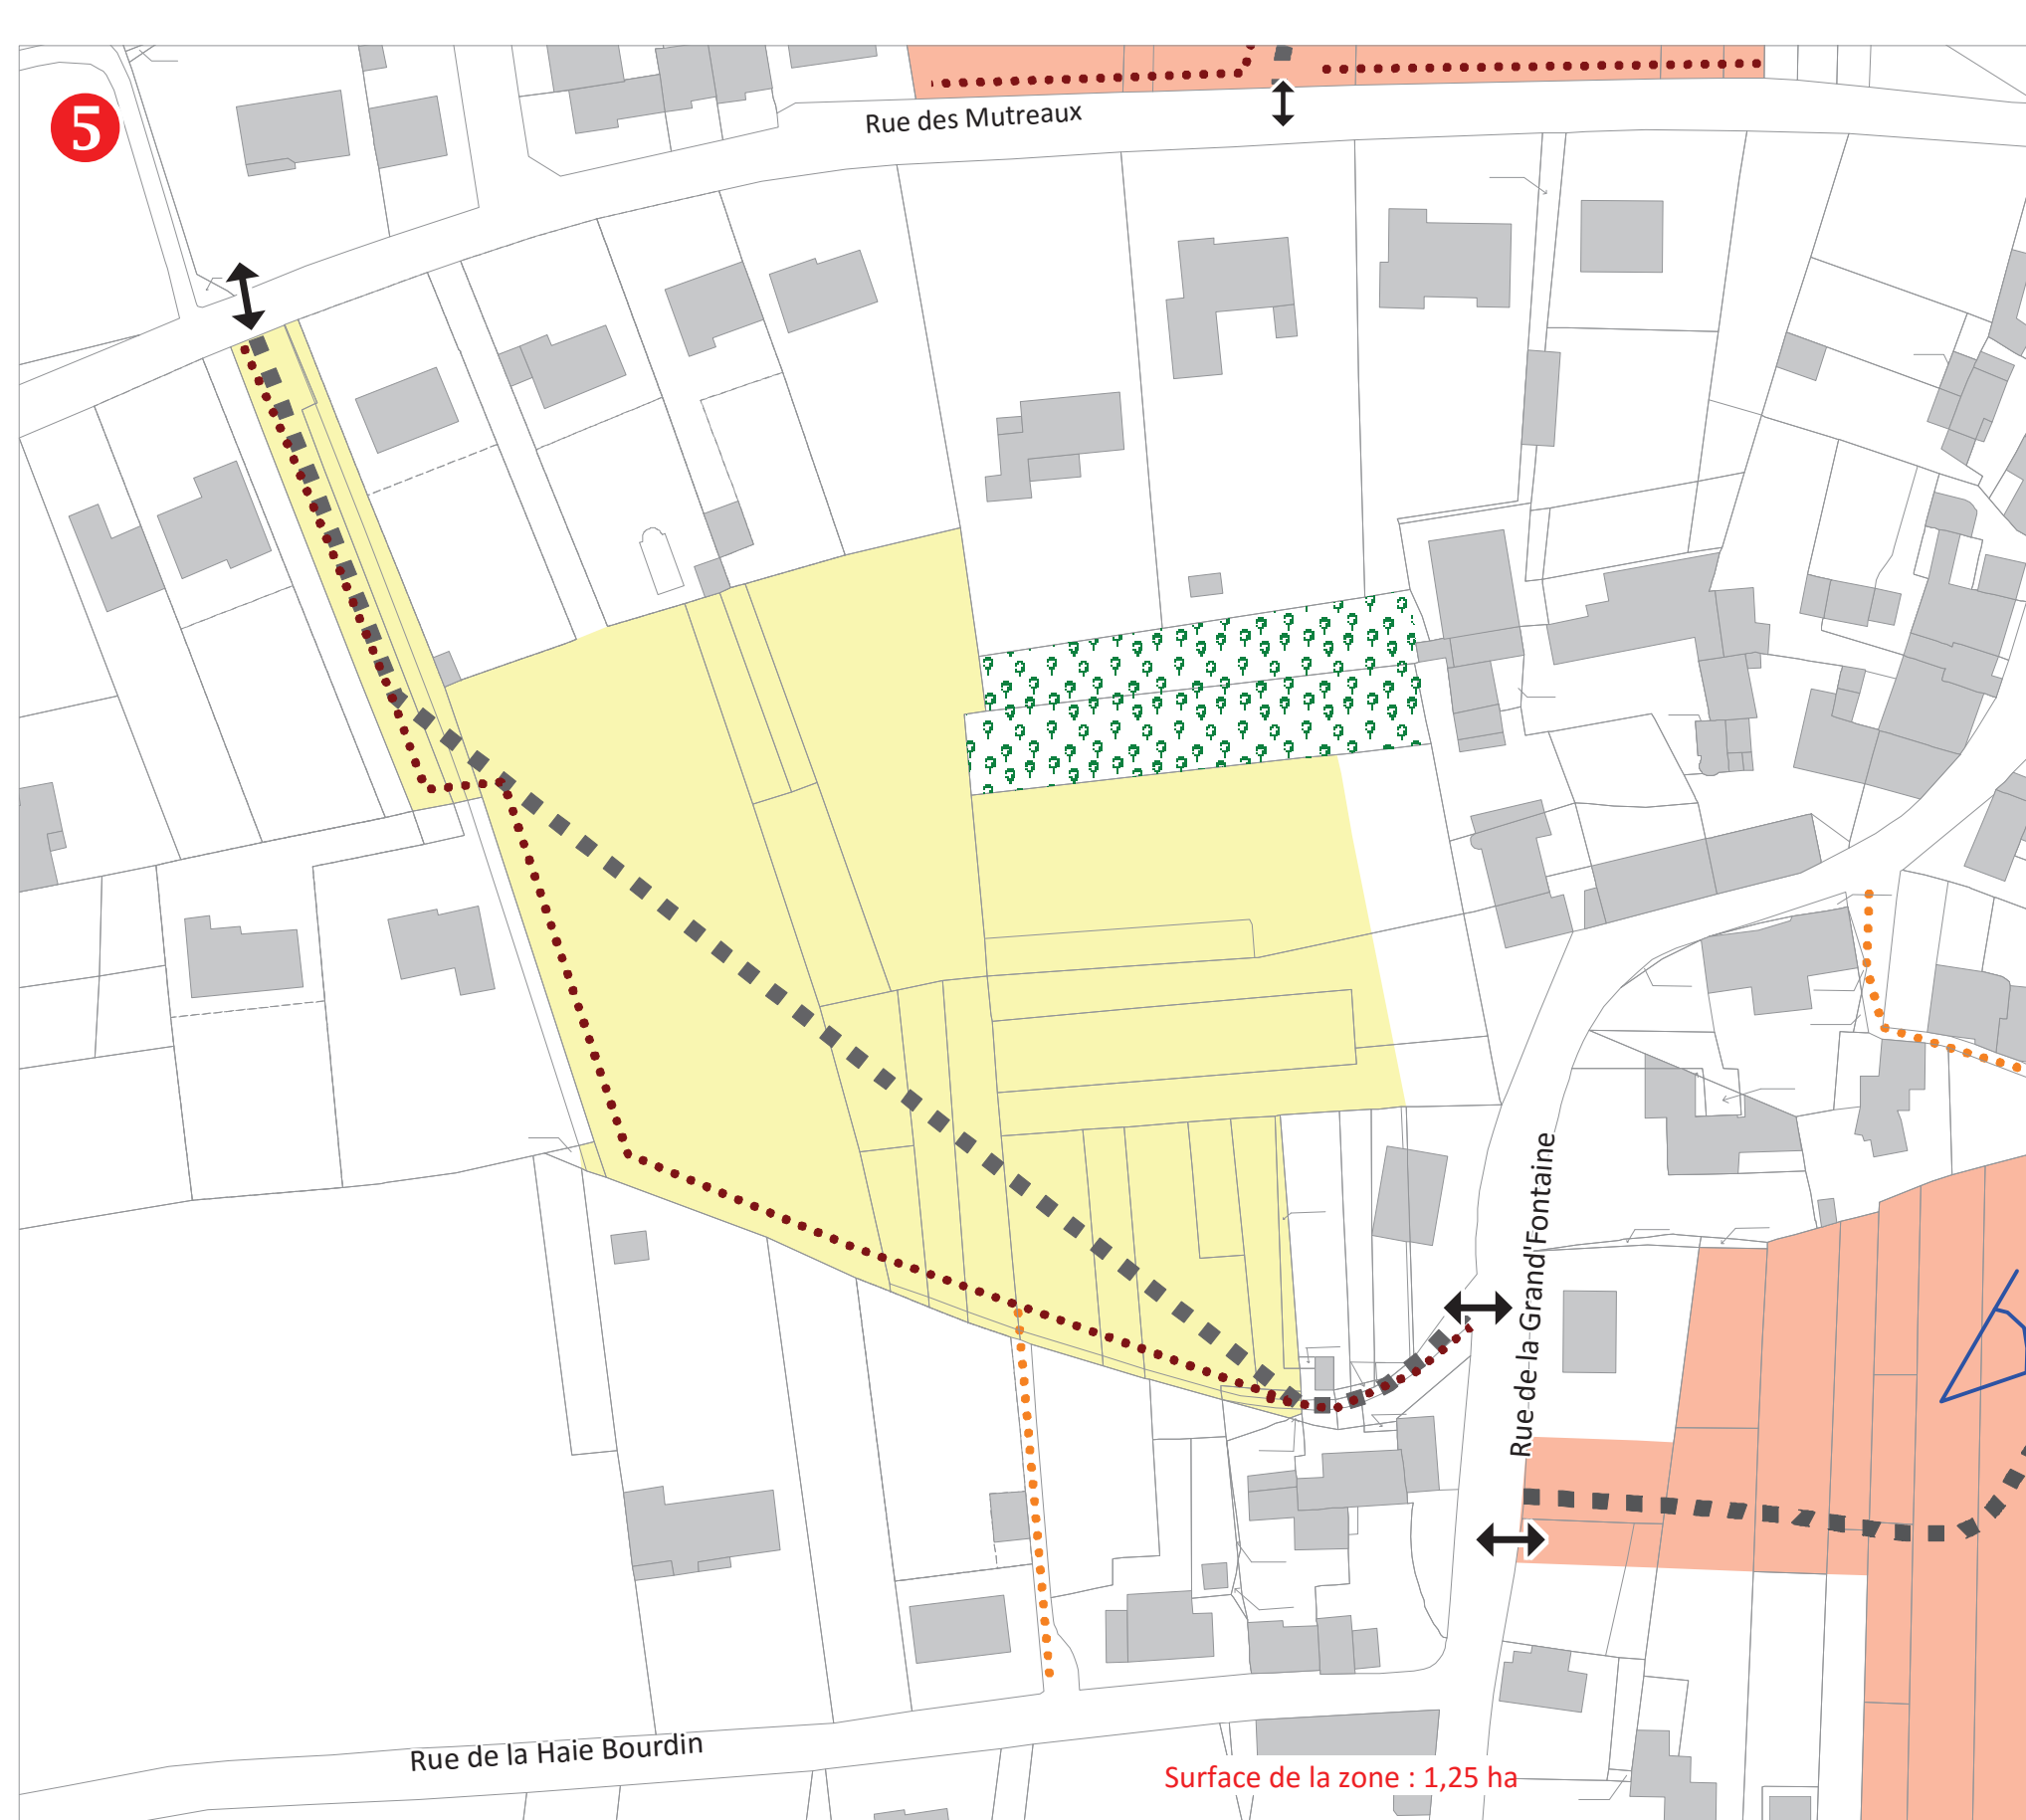 5
Rue des Mutreaux
Rue de la Grand'Fontaine
Rue de la Haie Bourdin
Surface de la zone : 1,25 ha